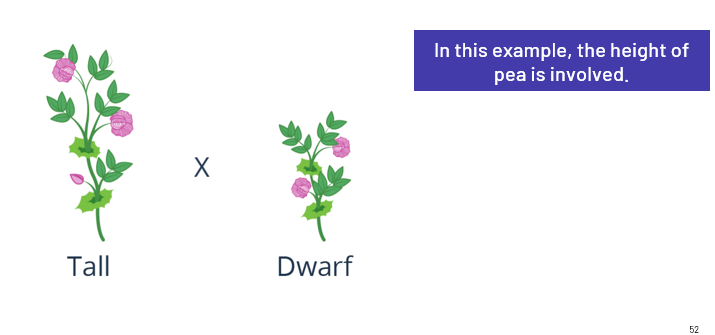 In this example, the height of
pea is involved.
X
Tall
Dwarf
52